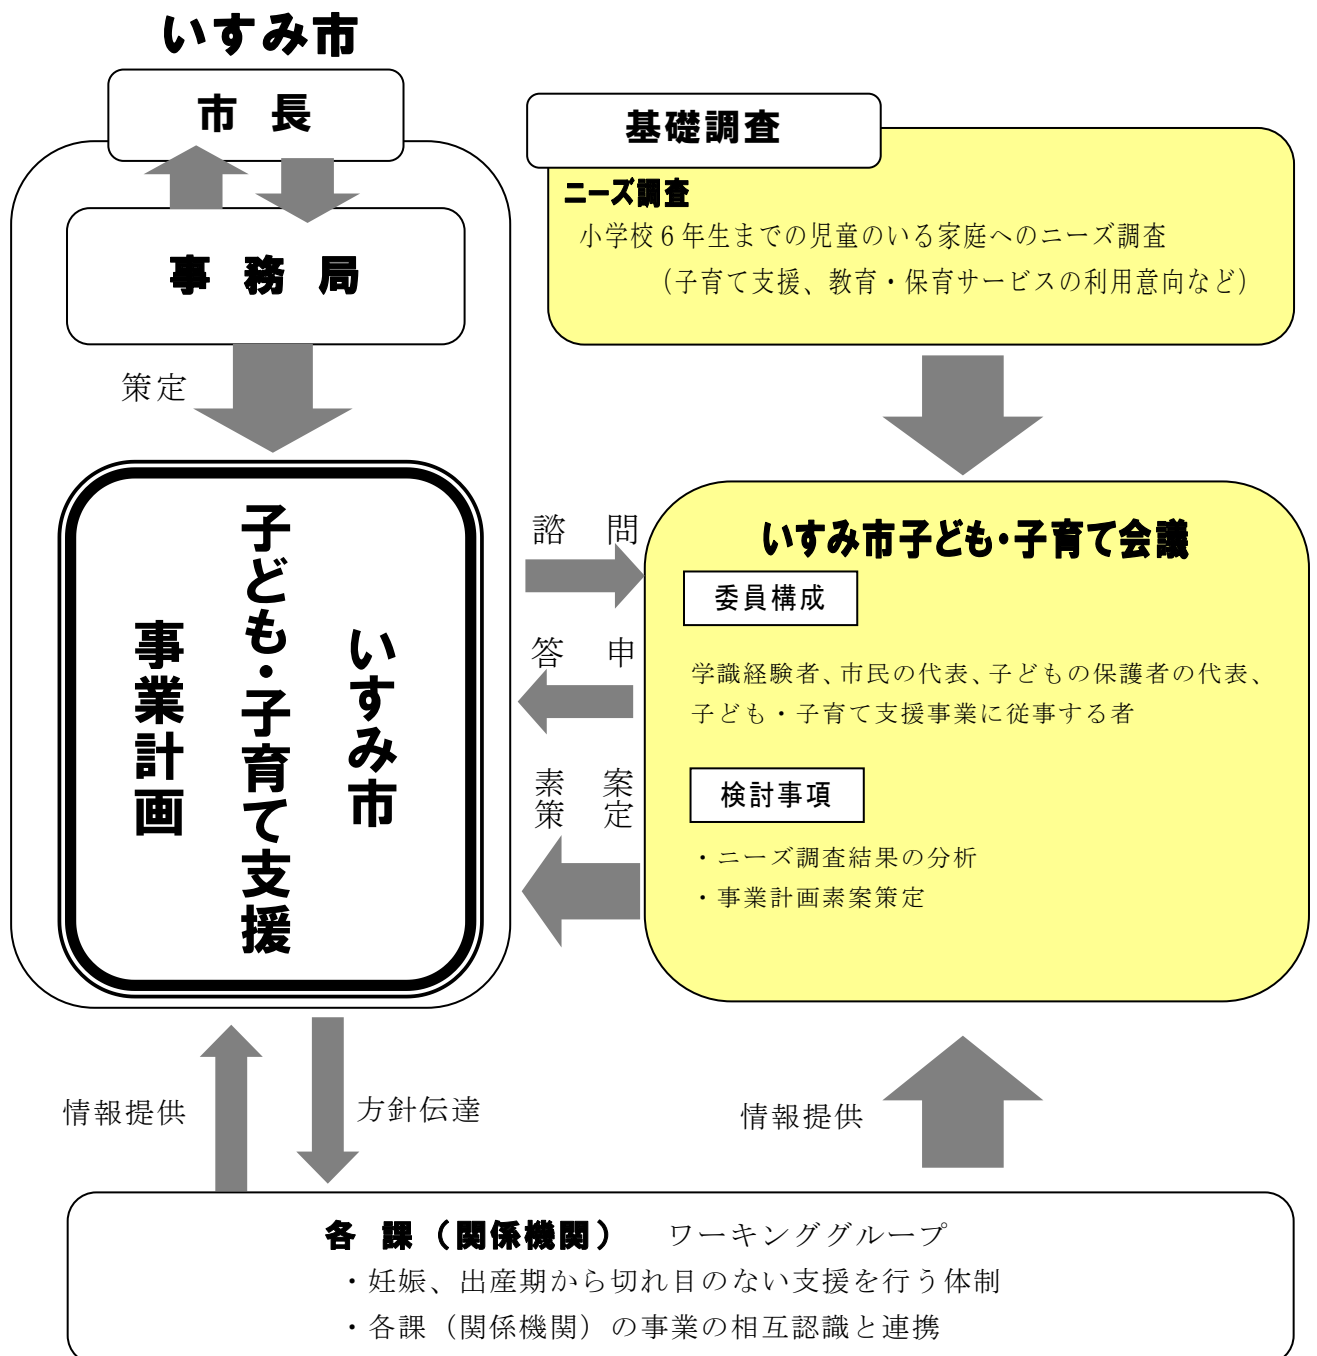 いすみ市
市 長
事 務 局
策定
いすみ市
子ども・子育て支援
事業計画
基礎調査
ニーズ調査
小学校6年生までの児童のいる家庭へのニーズ調査
（子育て支援、教育・保育サービスの利用意向など）
諮 問
答 申
素 案
策 定
いすみ市子ども・子育て会議
委員構成
学識経験者、市民の代表、子どもの保護者の代表、
子ども・子育て支援事業に従事する者
検討事項
・ニーズ調査結果の分析
・事業計画素案策定
情報提供
方針伝達
情報提供
各 課（関係機関） ワーキンググループ
・妊娠、出産期から切れ目のない支援を行う体制
・各課（関係機関）の事業の相互認識と連携